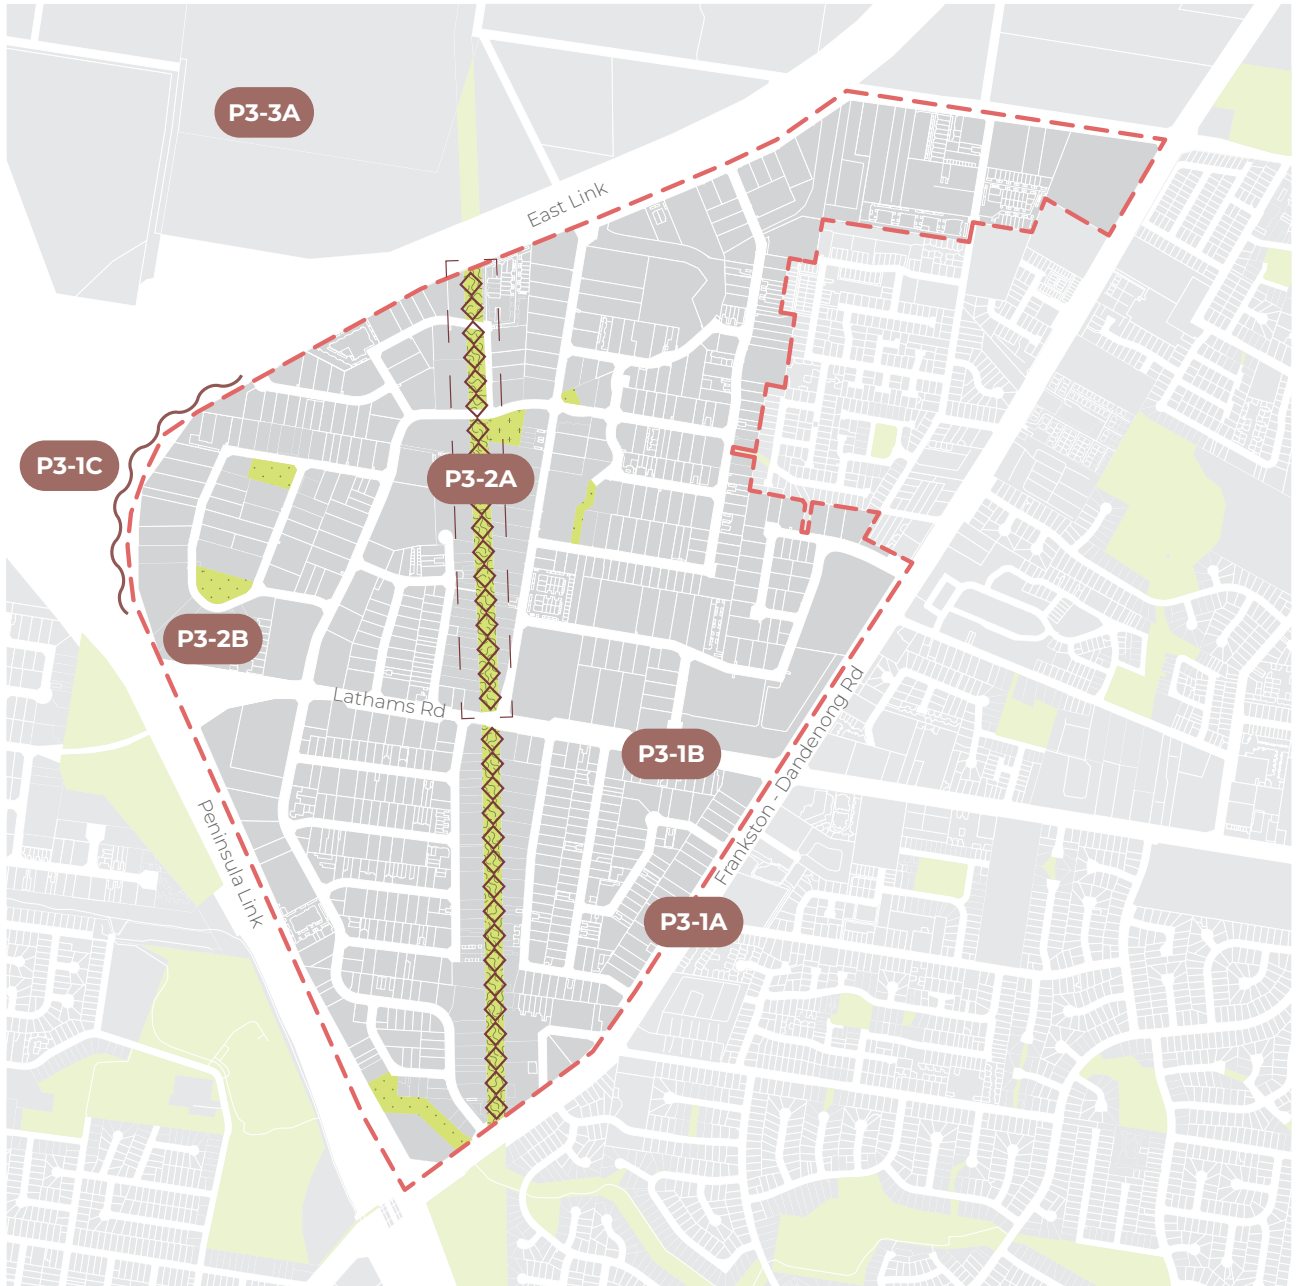 P3-3A
East Link
P3-1C
P3-2A
P3-2B
Lathams Rd
P3-1B
Frankston - Dandenong Rd
Peninsula Link
P3-1A